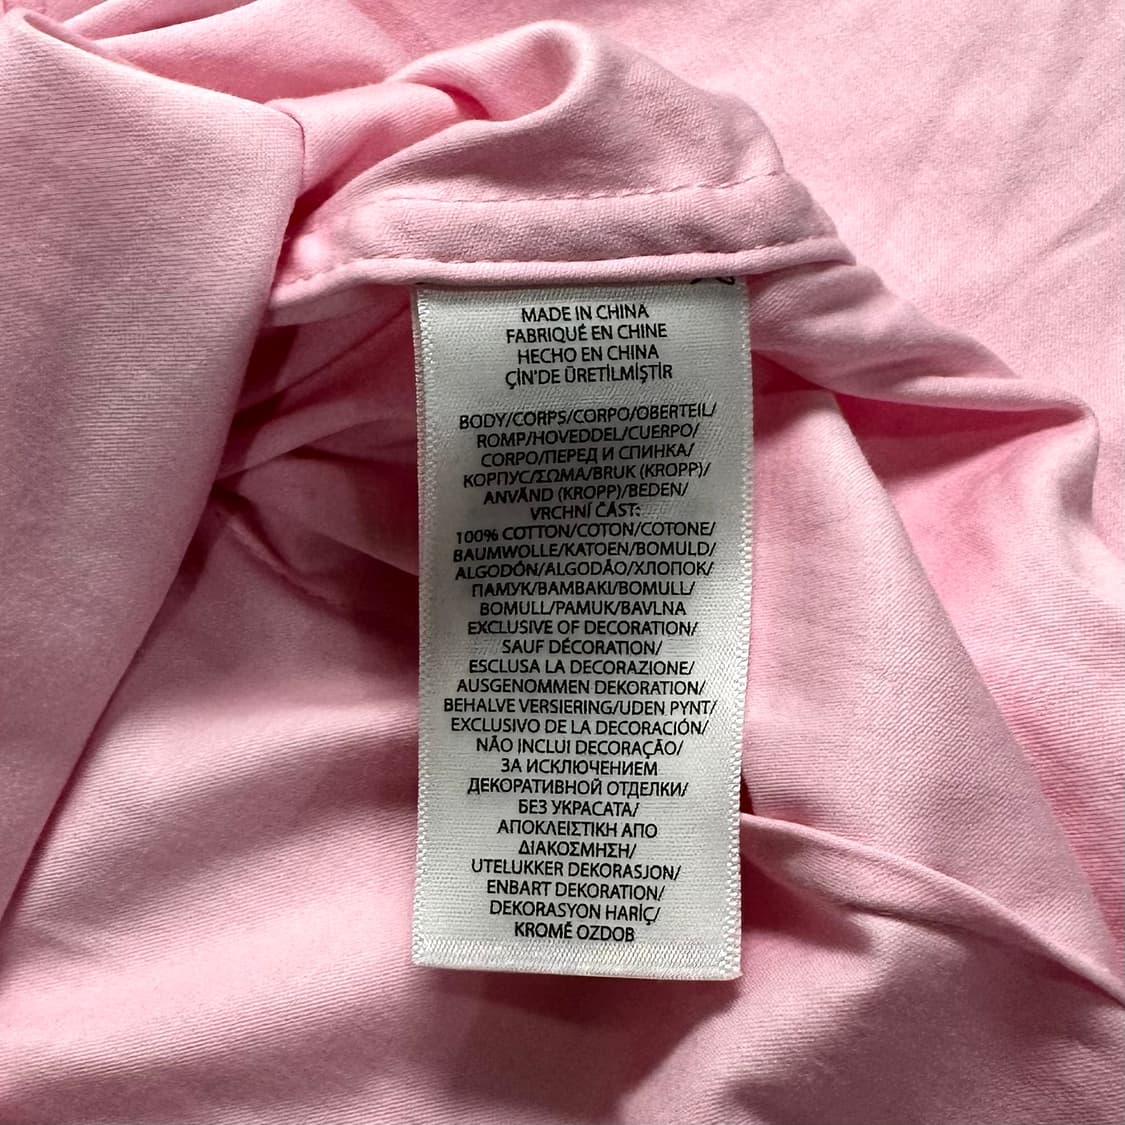 MADE IN CHINA
FABRIQUÉ EN CHINE
HECHO EN CHINA
ÇİN'DE ÜRETİLMİŞTİR
BODY/CORPS/CORPO/OBERTEIL/
ROMP/HOVEDDEL/CUERPO/
CORPO/ПЕРЕД И СПИНКА/
КОРПУС/ΣΩΜΑ/BRUK (KROPP)/
ANVÄND (KROPP)/BEDEN/
VRCHNÍ ČÁST:
100% COTTON/COTON/COTONE/
BAUMWOLLE/KATOEN/BOMULD/
ALGODÓN/ALGODÃO/ХЛОПОК/
ПАМУК/ΒΑΜΒΑΚΙ/BOMULL/
BOMULL/PAMUK/BAVLNA
EXCLUSIVE OF DECORATION/
SAUF DÉCORATION/
ESCLUSA LA DECORAZIONE/
AUSGENOMMEN DEKORATION/
BEHALVE VERSIERING/UDEN PYNT/
EXCLUSIVO DE LA DECORACIÓN/
NÃO INCLUI DECORAÇÃO/
ЗА ИСКЛЮЧЕНИЕМ
ДЕКОРАТИВНОЙ ОТДЕЛКИ/
БЕЗ УКРАСАТА/
ΑΠΟΚΛΕΙΣΤΙΚΗ ΑΠΟ
ΔΙΑΚΟΣΜΗΣΗ/
UTELUKKER DEKORASJON/
ENBART DEKORATION/
DEKORASYON HARİÇ/
KROMĚ OZDOB